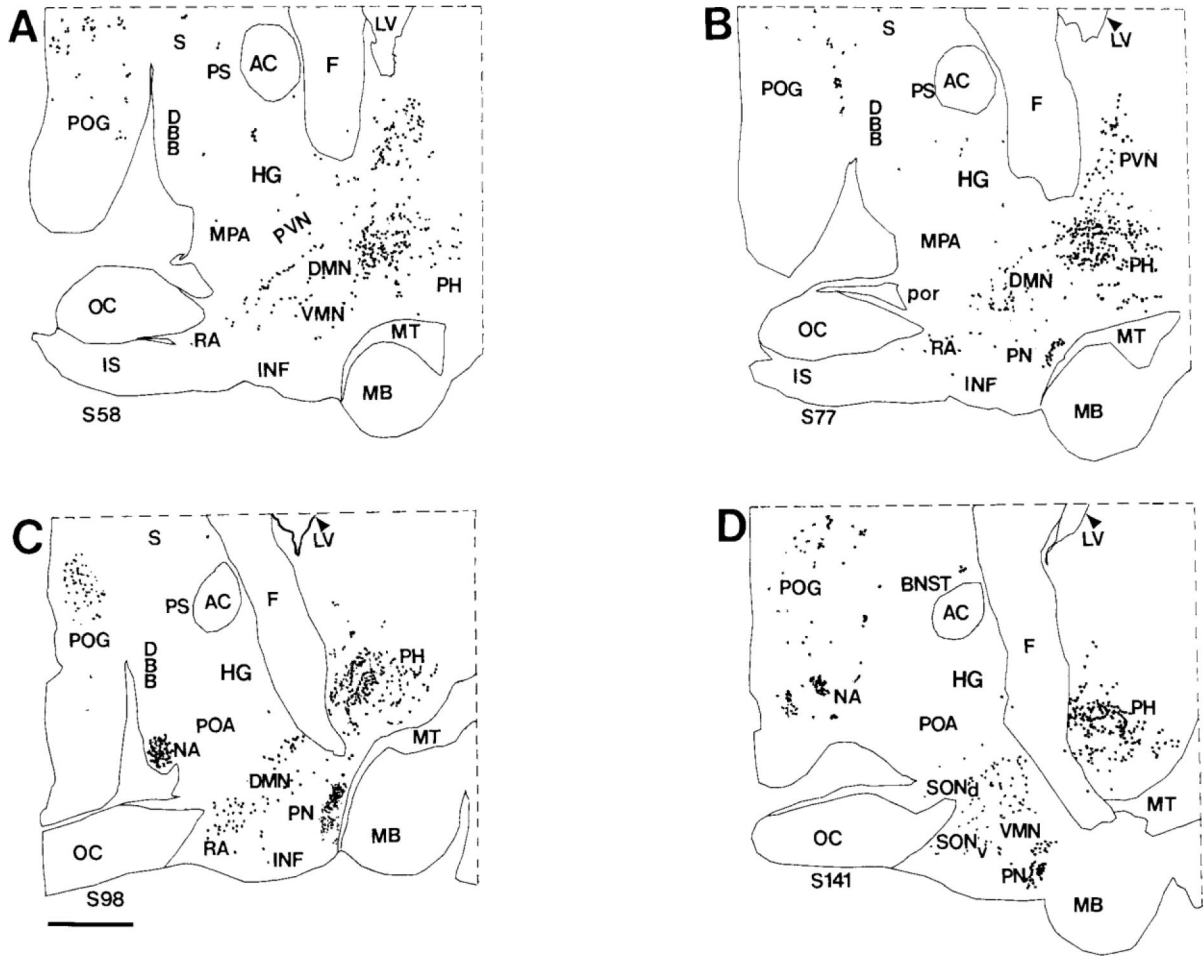 A
S
LV
PS
AC
F
POG
D
B
B
HG
MPA
PVN
DMN
PH
OC
VMN
MT
RA
IS
INF
MB
S58
B
S
LV
POG
PS
AC
F
D
B
B
PVN
HG
MPA
DMN
PH
por
OC
MT
RA
PN
IS
INF
MB
S77
C
S
LV
PS
AC
F
POG
D
B
B
HG
PH
NA
POA
MT
DMN
PN
MB
OC
RA
INF
S98
D
LV
POG
BNST
AC
F
NA
HG
PH
POA
SONd
MT
OC
VMN
SONv
PN
S141
MB